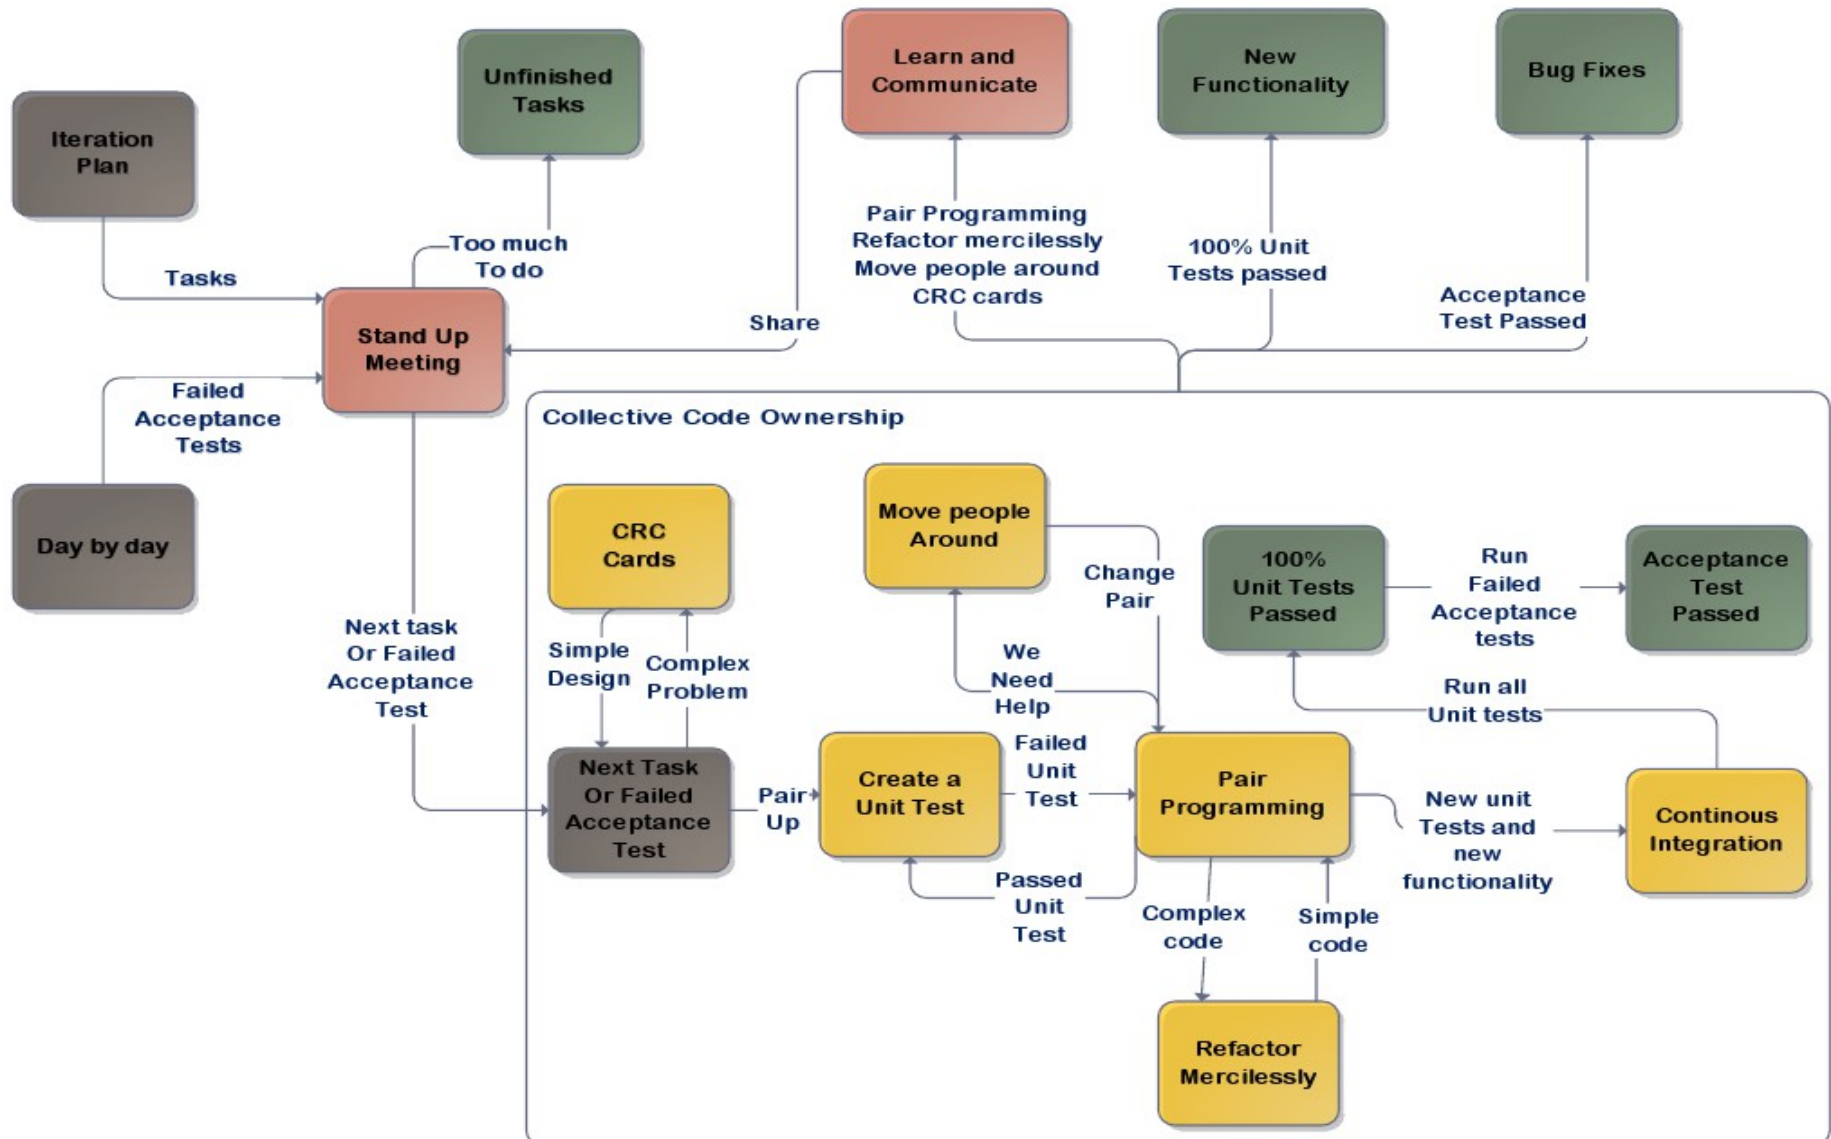 Learn and
Communicate
New
Functionality
Bug Fixes
Unfinished
Tasks
Iteration
Plan
Too much
To do
Tasks
Pair Programming
Refactor mercilessly
Move people around
CRC cards
100% Unit
Tests passed
Acceptance
Test Passed
Share
Stand Up
Meeting
Failed
Acceptance
Tests
Day by day
Next task
Or Failed
Acceptance
Test
Collective Code Ownership
CRC
Cards
Move people
Around
Change
Pair
100%
Unit Tests
Passed
Run
Failed
Acceptance
tests
Acceptance
Test
Passed
Simple
Design
Complex
Problem
We
Need
Help
Run all
Unit tests
Next Task
Or Failed
Acceptance
Test
Pair
Up
Create a
Unit Test
Failed
Unit
Test
Pair
Programming
New unit
Tests and
new
functionality
Continous
Integration
Passed
Unit
Test
Complex
code
Simple
code
Refactor
Mercilessly